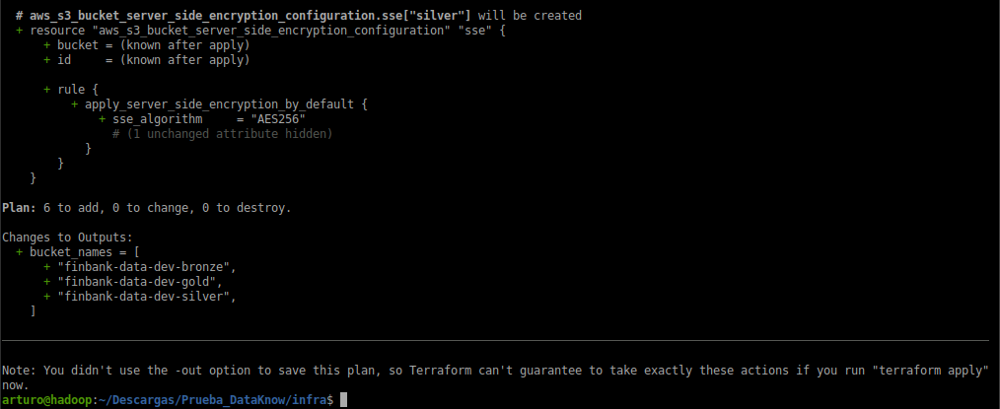 # aws_s3_bucket_server_side_encryption_configuration.sse["silver"] will be created
+ resource "aws_s3_bucket_server_side_encryption_configuration" "sse" {
+ bucket = (known after apply)
+ id     = (known after apply)
+ rule {
+ apply_server_side_encryption_by_default {
+ sse_algorithm     = "AES256"
# (1 unchanged attribute hidden)
}
}
}
Plan: 6 to add, 0 to change, 0 to destroy.
Changes to Outputs:
+ bucket_names = [
+ "finbank-data-dev-bronze",
+ "finbank-data-dev-gold",
+ "finbank-data-dev-silver",
]
Note: You didn't use the -out option to save this plan, so Terraform can't guarantee to take exactly these actions if you run "terraform apply"
now.
arturo@hadoop:~/Descargas/Prueba_DataKnow/infra$